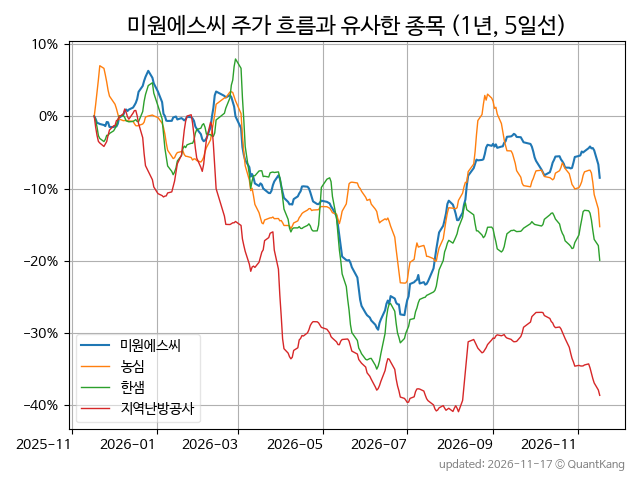 미원에스씨 주가 흐름과 유사한 종목 (1년, 5일선)
10%
0%
−10%
−20%
−30%
−40%
미원에스씨
농심
한샘
지역난방공사
2025-11 2026-01 2026-03 2026-05 2026-07 2026-09 2026-11
updated: 2026-11-17 © QuantKang